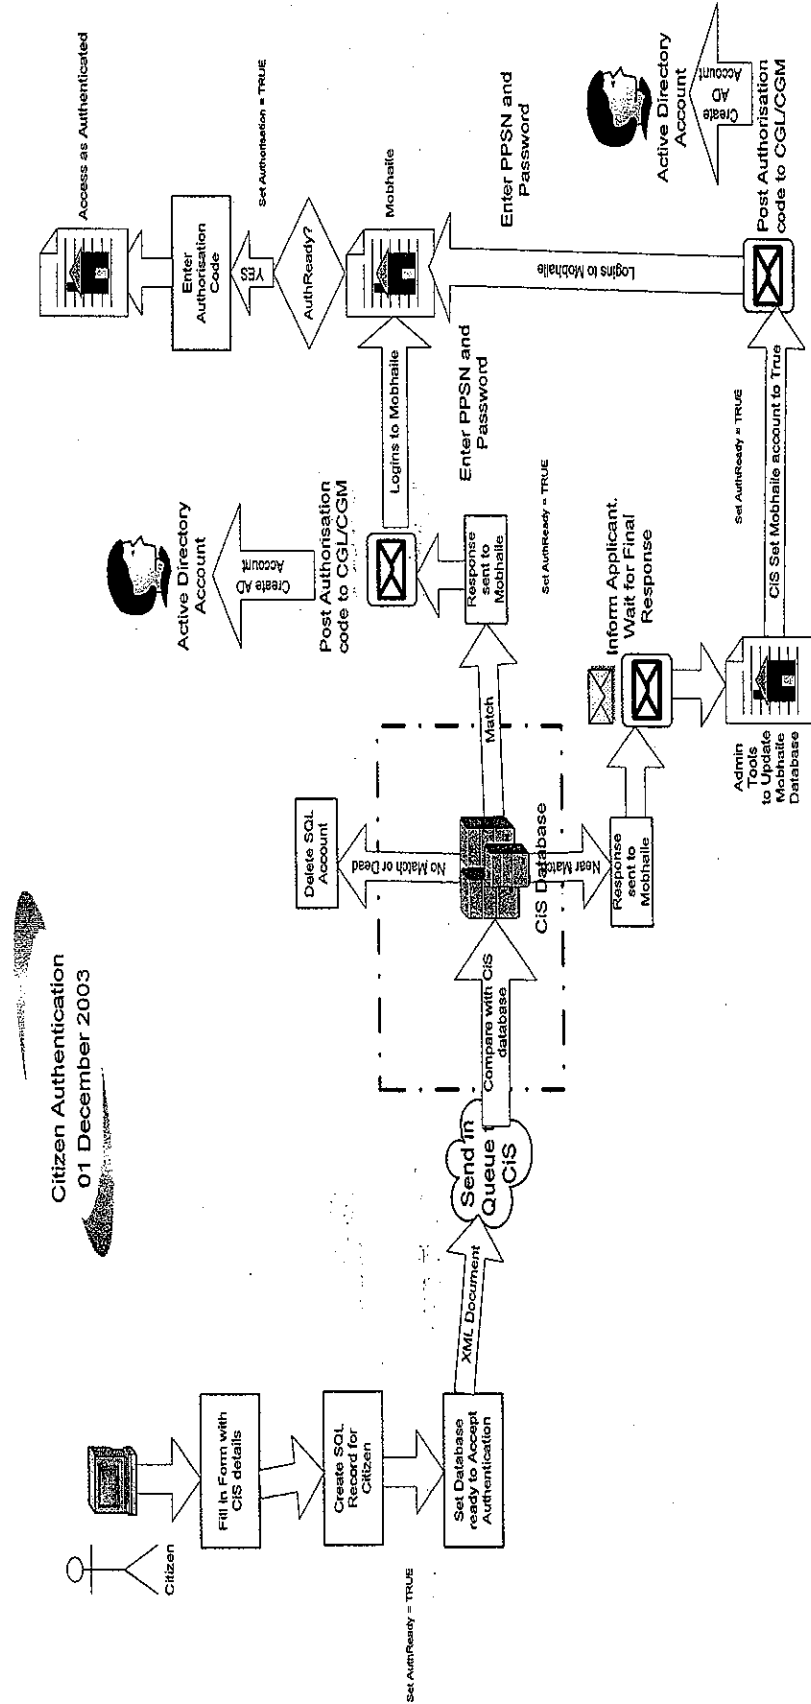 Citizen Authentication
01 December 2003
Citizen
Fill In Form with
CiS details
Create SQL
Record for
Citizen
Set AuthReady = TRUE
Set Database
ready to Accept
Authentication
XML Document
Send in
Queue t
CiS
Compare with CiS
database
CiS Database
No Match or Dead
Delete SQL
Account
Match
Response
sent to
Mobhaile
Set AuthReady = TRUE
Post Authorisation
code to CGL/CGM
Create AD
Account
Active Directory
Account
Logins to Mobhaile
Enter PPSN and
Password
Near Match
Response
sent to
Mobhaile
Inform Applicant.
Wait for Final
Response
Admin
Tools
to Update
Mobhaile
Database
CiS Set Mobhaile account to True
Set AuthReady = TRUE
Post Authorisation
code to CGL/CGM
Create AD
Account
Active Directory
Account
Logins to Mobhaile
Enter PPSN and
Password
Mobhaile
AuthReady?
YES
Set Authorisation = TRUE
Enter
Authorisation
Code
Access as Authenticated